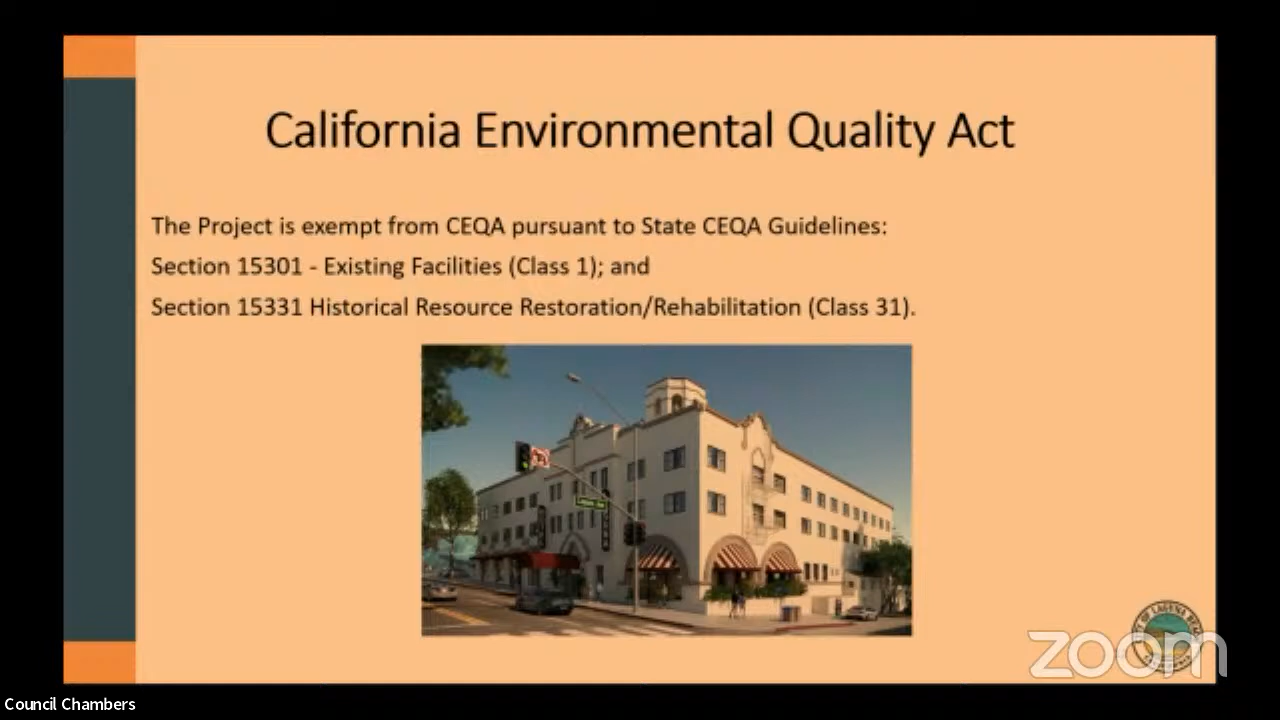 California Environmental Quality Act
The Project is exempt from CEQA pursuant to State CEQA Guidelines:
Section 15301 - Existing Facilities (Class 1); and
Section 15331 Historical Resource Restoration/Rehabilitation (Class 31).
zoom
Council Chambers